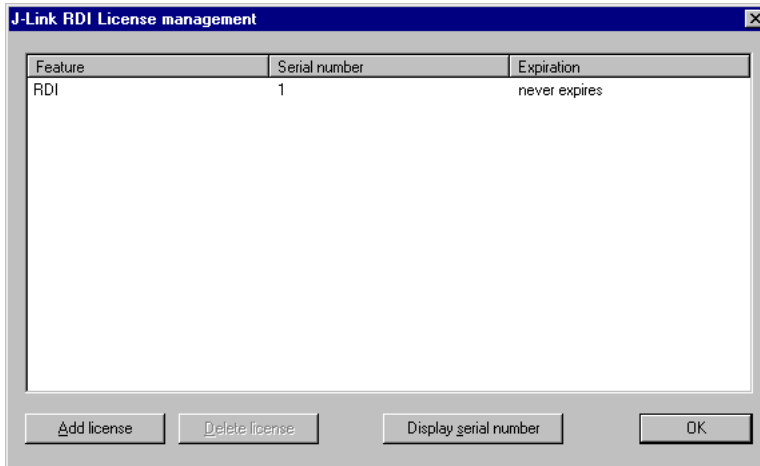 J-Link RDI License management
Feature Serial number Expiration
RDI 1 never expires
Add license Delete license Display serial number OK